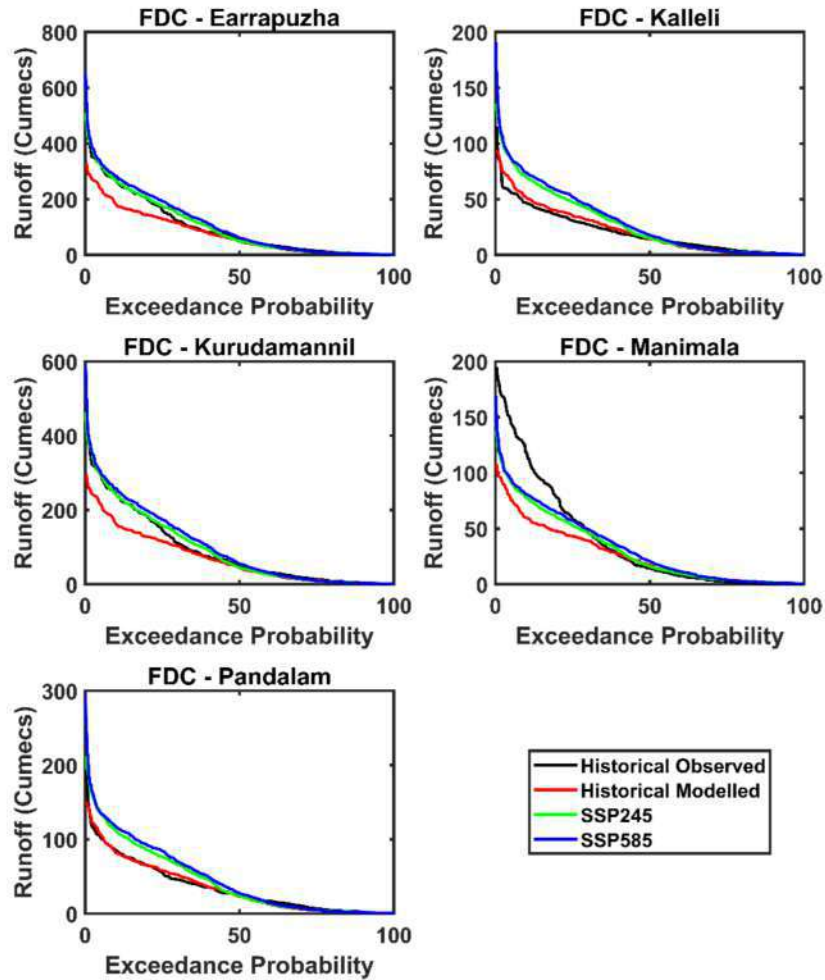 FDC - Earrapuzha
800
600
400
200
0
Runoff (Cumecs)
0 50 100
Exceedance Probability
FDC - Kalleli
200
150
100
50
0
Runoff (Cumecs)
0 50 100
Exceedance Probability
FDC - Kurudamannil
600
400
200
0
Runoff (Cumecs)
0 50 100
Exceedance Probability
FDC - Manimala
200
150
100
50
0
Runoff (Cumecs)
0 50 100
Exceedance Probability
FDC - Pandalam
300
200
100
0
Runoff (Cumecs)
0 50 100
Exceedance Probability
Historical Observed
Historical Modelled
SSP245
SSP585